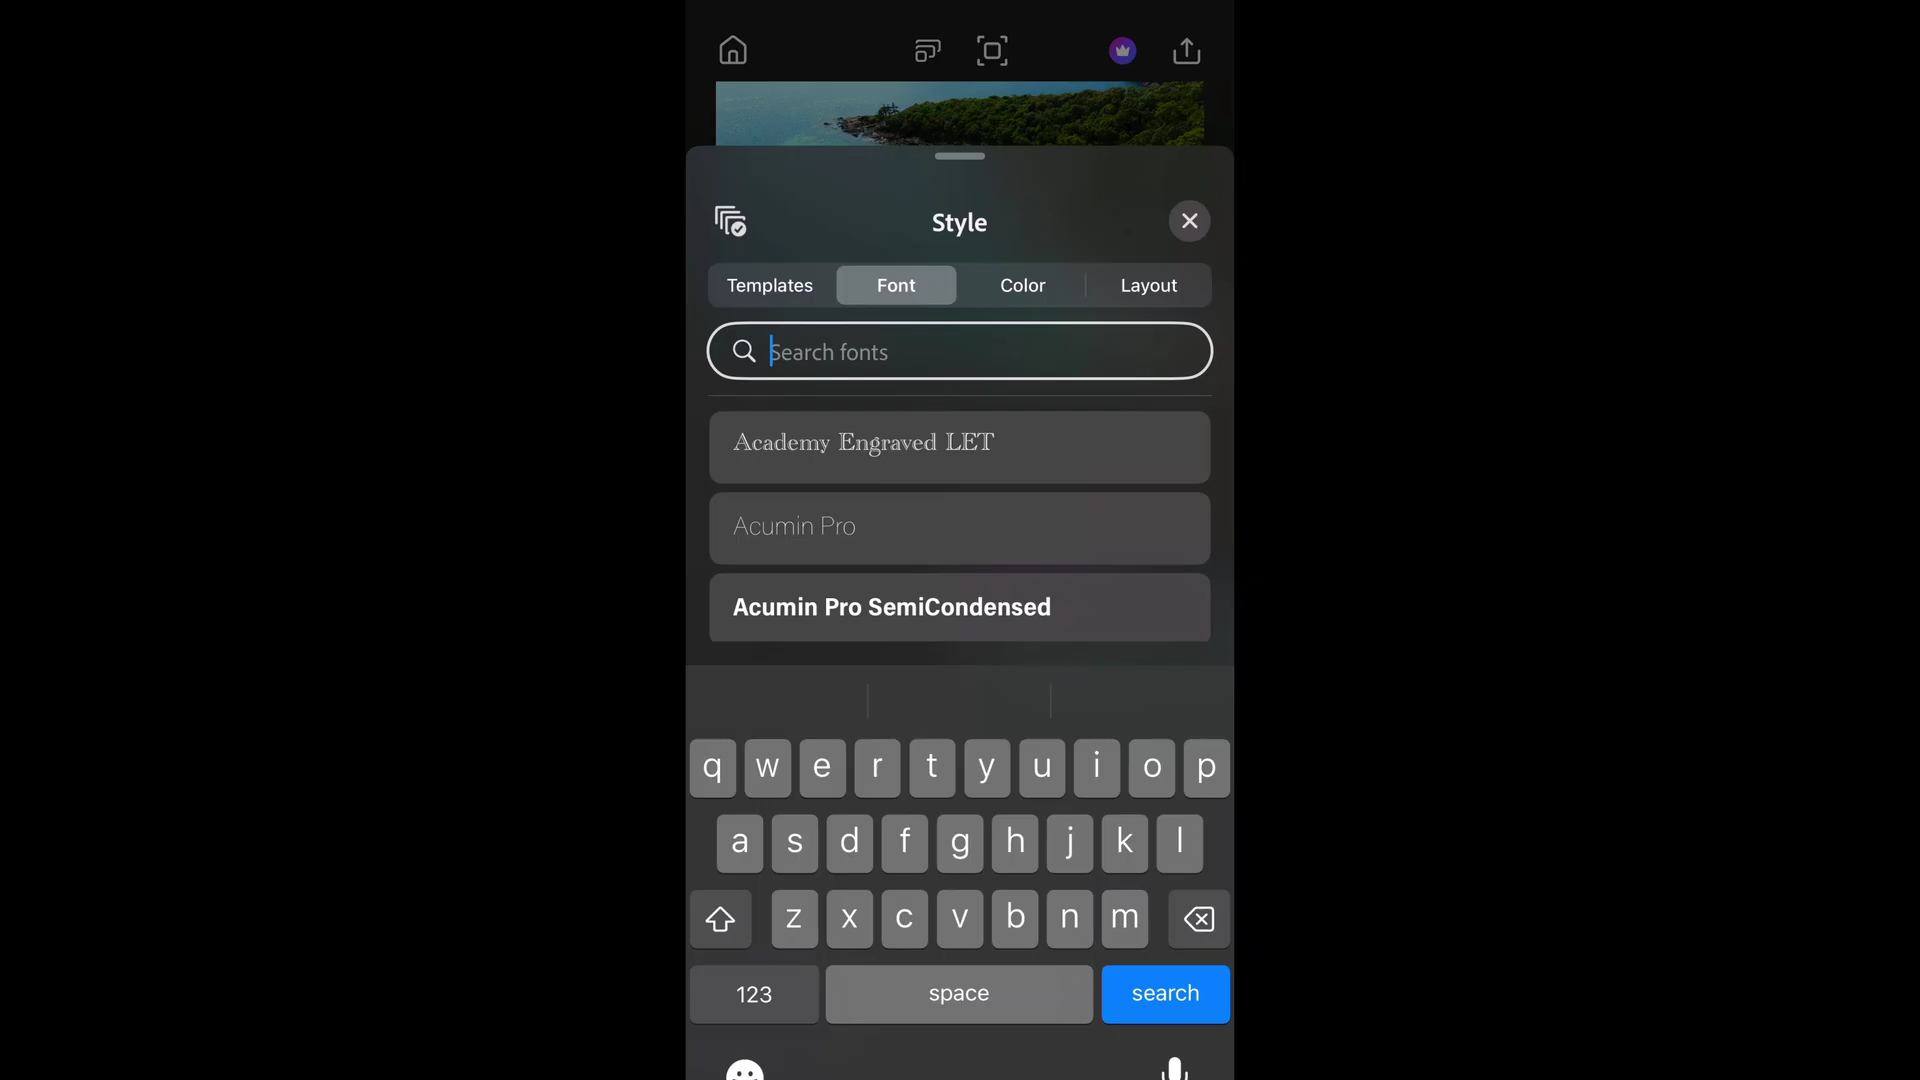 Style
Templates Font Color Layout
Search fonts
Academy Engraved LET
Acumin Pro
Acumin Pro SemiCondensed
q w e r t y u i o p
a s d f g h j k l
z x c v b n m
123 space search